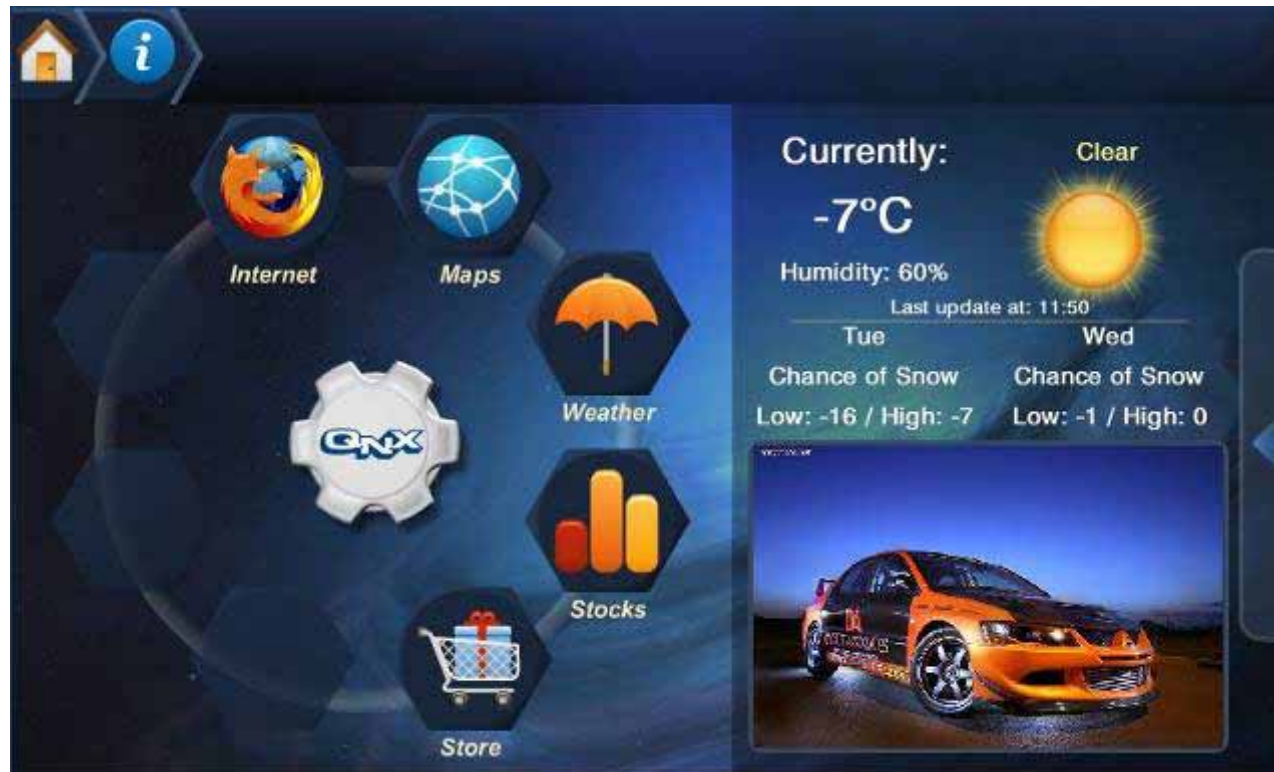 Internet
Maps
Weather
QNX
Stocks
Store
Currently:
Clear
-7°C
Humidity: 60%
Last update at: 11:50
Tue
Wed
Chance of Snow
Chance of Snow
Low: -16 / High: -7
Low: -1 / High: 0